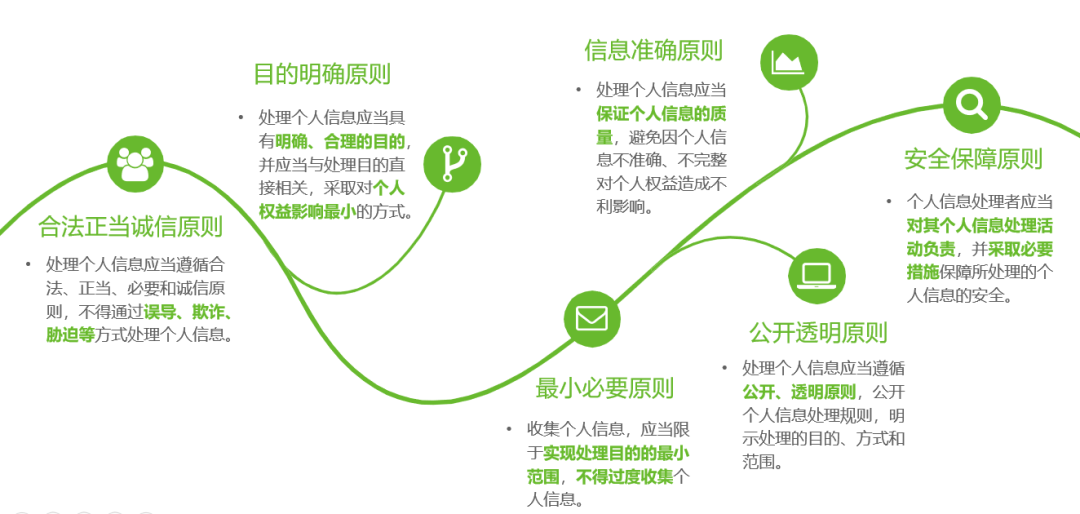 合法正当诚信原则
• 处理个人信息应当遵循合
法、正当、必要和诚信原
则，不得通过误导、欺诈、
胁迫等方式处理个人信息。
目的明确原则
• 处理个人信息应当具
有明确、合理的目的，
并应当与处理目的直
接相关，采取对个人
权益影响最小的方式。
最小必要原则
• 收集个人信息，应当限
于实现处理目的的最小
范围，不得过度收集个
人信息。
信息准确原则
• 处理个人信息应当
保证个人信息的质
量，避免因个人信
息不准确、不完整
对个人权益造成不
利影响。
公开透明原则
• 处理个人信息应当遵循
公开、透明原则，公开
个人信息处理规则，明
示处理的目的、方式和
范围。
安全保障原则
• 个人信息处理者应当
对其个人信息处理活
动负责，并采取必要
措施保障所处理的个
人信息的安全。